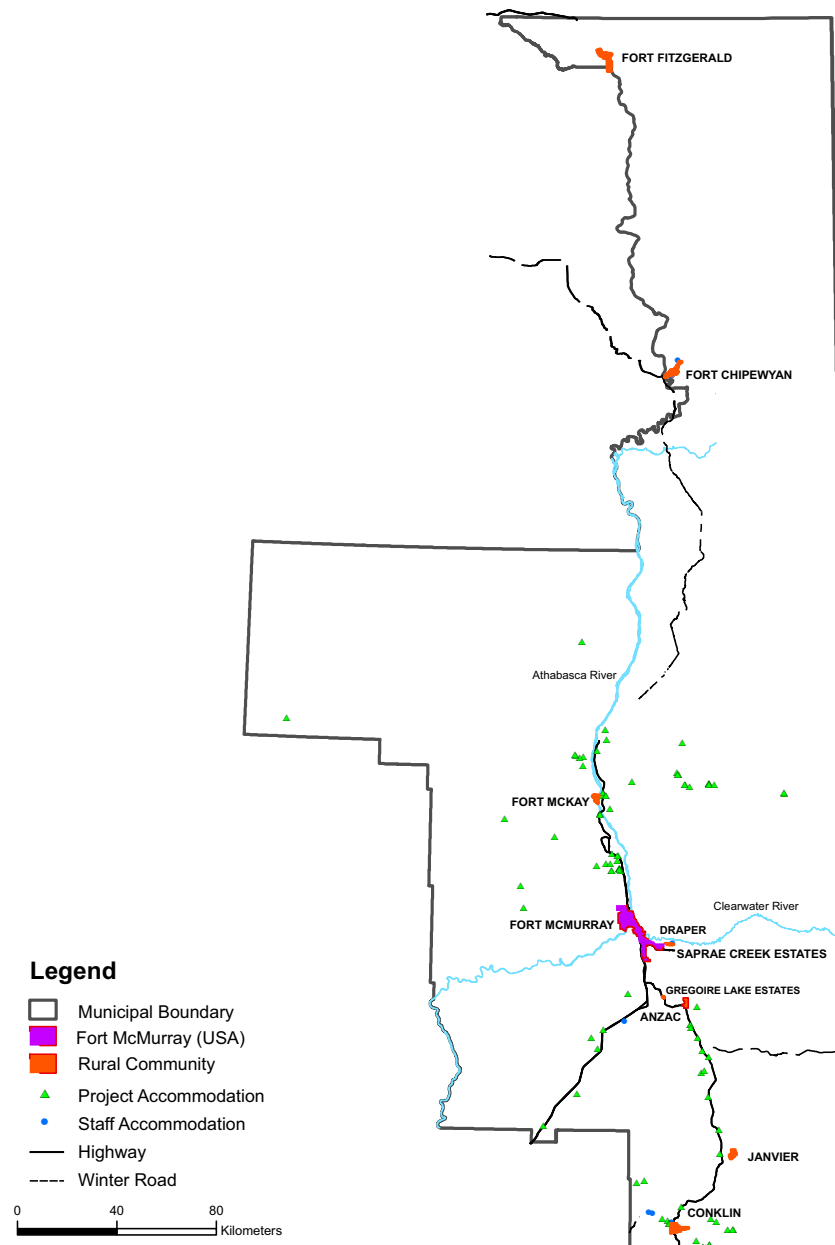 FORT FITZGERALD
FORT CHIPEWYAN
Athabasca River
FORT MCKAY
Clearwater River
FORT MCMURRAY
DRAPER
SAPRAE CREEK ESTATES
GREGOIRE LAKE ESTATES
ANZAC
JANVIER
CONKLIN
Legend
Municipal Boundary
Fort McMurray (USA)
Rural Community
Project Accommodation
Staff Accommodation
Highway
Winter Road
0 40 80
Kilometers